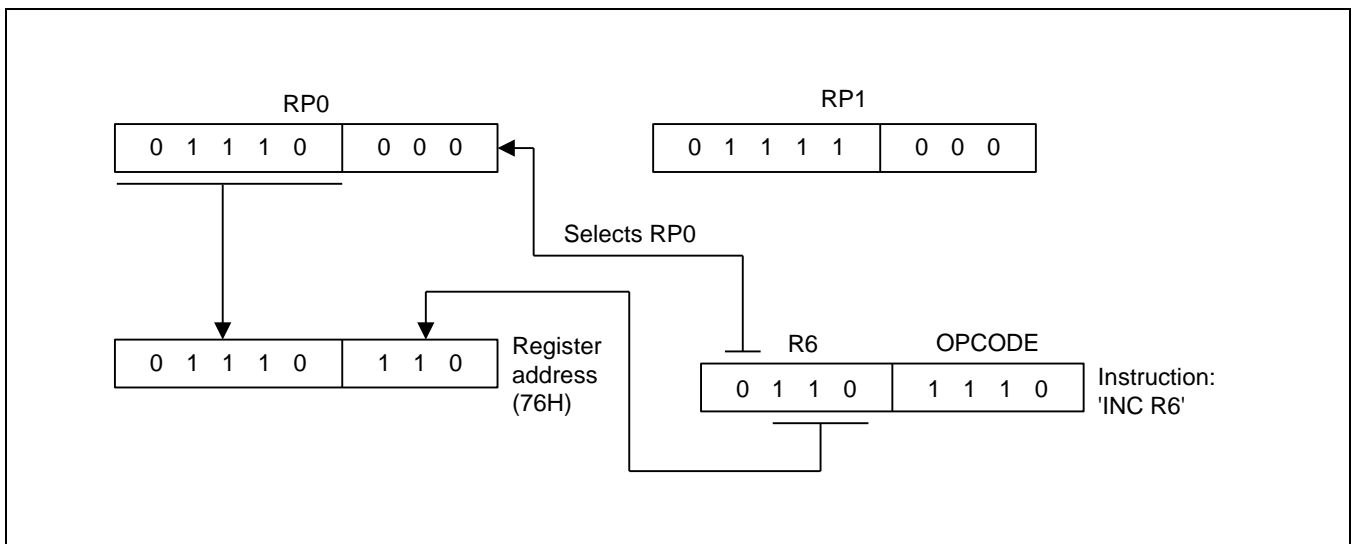 RP0
RP1
0 1 1 1 0 0 0 0
0 1 1 1 1 0 0 0
Selects RP0
0 1 1 1 0 1 1 0
Register
address
(76H)
R6
OPCODE
0 1 1 0 1 1 1 0
Instruction:
'INC R6'